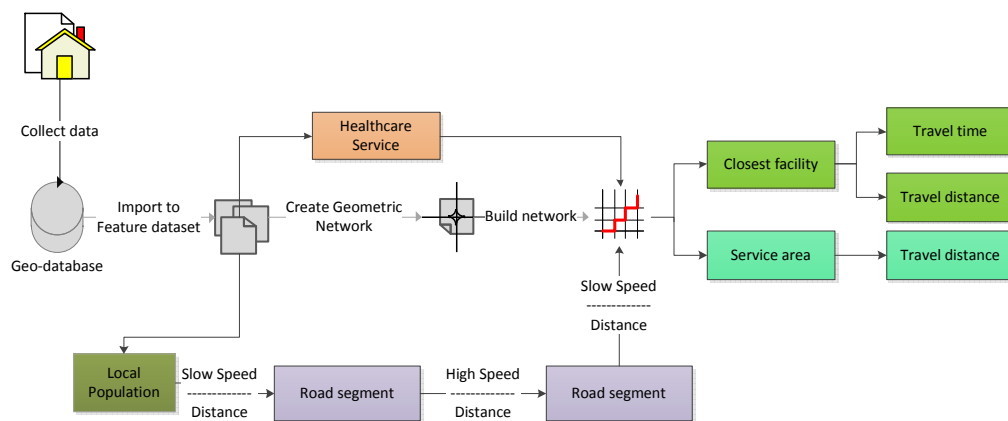 Collect data
Geo-database
Import to
Feature dataset
Healthcare
Service
Create Geometric
Network
Build network
Closest facility
Travel time
Travel distance
Service area
Travel distance
Local
Population
Slow Speed
------------
Distance
Road segment
High Speed
------------
Distance
Road segment
Slow Speed
------------
Distance